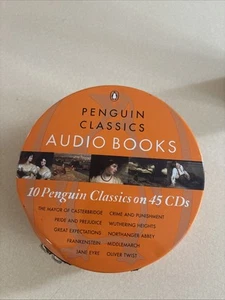 PENGUIN
CLASSICS
AUDIO BOOKS
10 Penguin Classics on 45 CDs
THE MAYOR OF CASTERBRIDGE CRIME AND PUNISHMENT
PRIDE AND PREJUDICE WUTHERING HEIGHTS
GREAT EXPECTATIONS NORTHANGER ABBEY
FRANKENSTEIN MIDDLEMARCH
JANE EYRE OLIVER TWIST